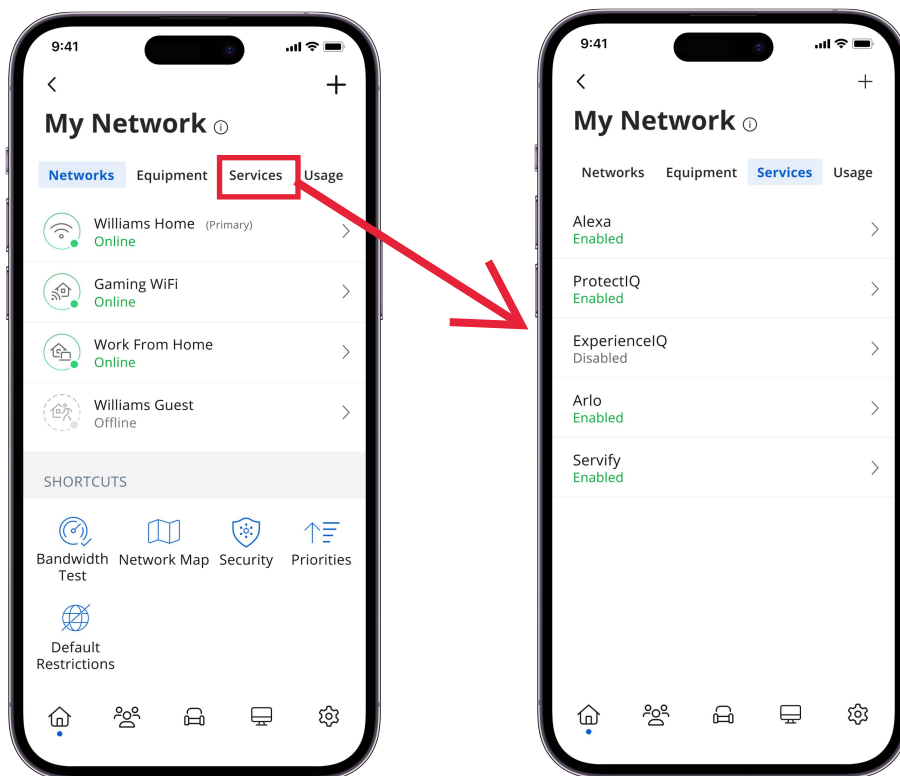 9:41
My Network
Networks Equipment Services Usage
Williams Home (Primary)
Online
Gaming WiFi
Online
Work From Home
Online
Williams Guest
Offline
SHORTCUTS
Bandwidth Test
Network Map
Security
Priorities
Default
Restrictions
9:41
My Network
Networks Equipment Services Usage
Alexa
Enabled
ProtectIQ
Enabled
ExperienceIQ
Disabled
Arlo
Enabled
Servify
Enabled